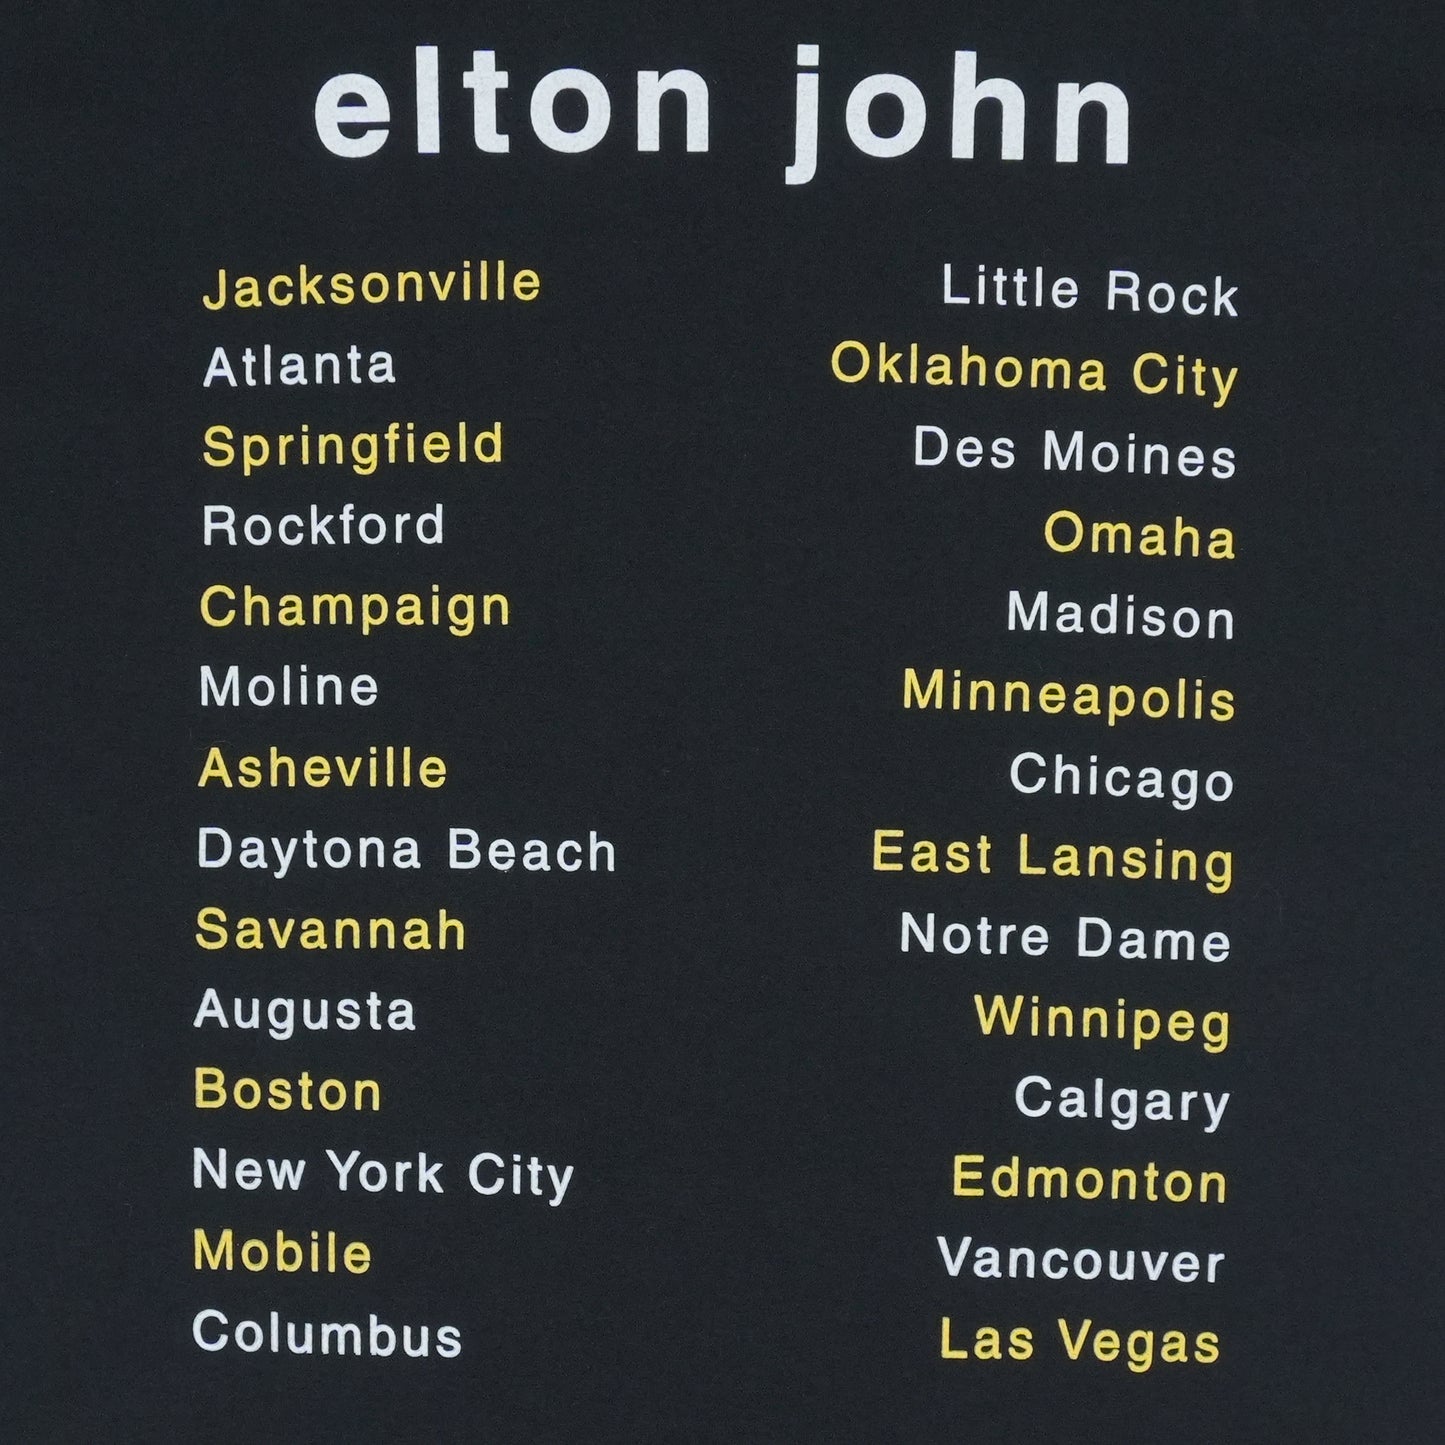 elton john
Jacksonville
Atlanta
Springfield
Rockford
Champaign
Moline
Asheville
Daytona Beach
Savannah
Augusta
Boston
New York City
Mobile
Columbus
Little Rock
Oklahoma City
Des Moines
Omaha
Madison
Minneapolis
Chicago
East Lansing
Notre Dame
Winnipeg
Calgary
Edmonton
Vancouver
Las Vegas